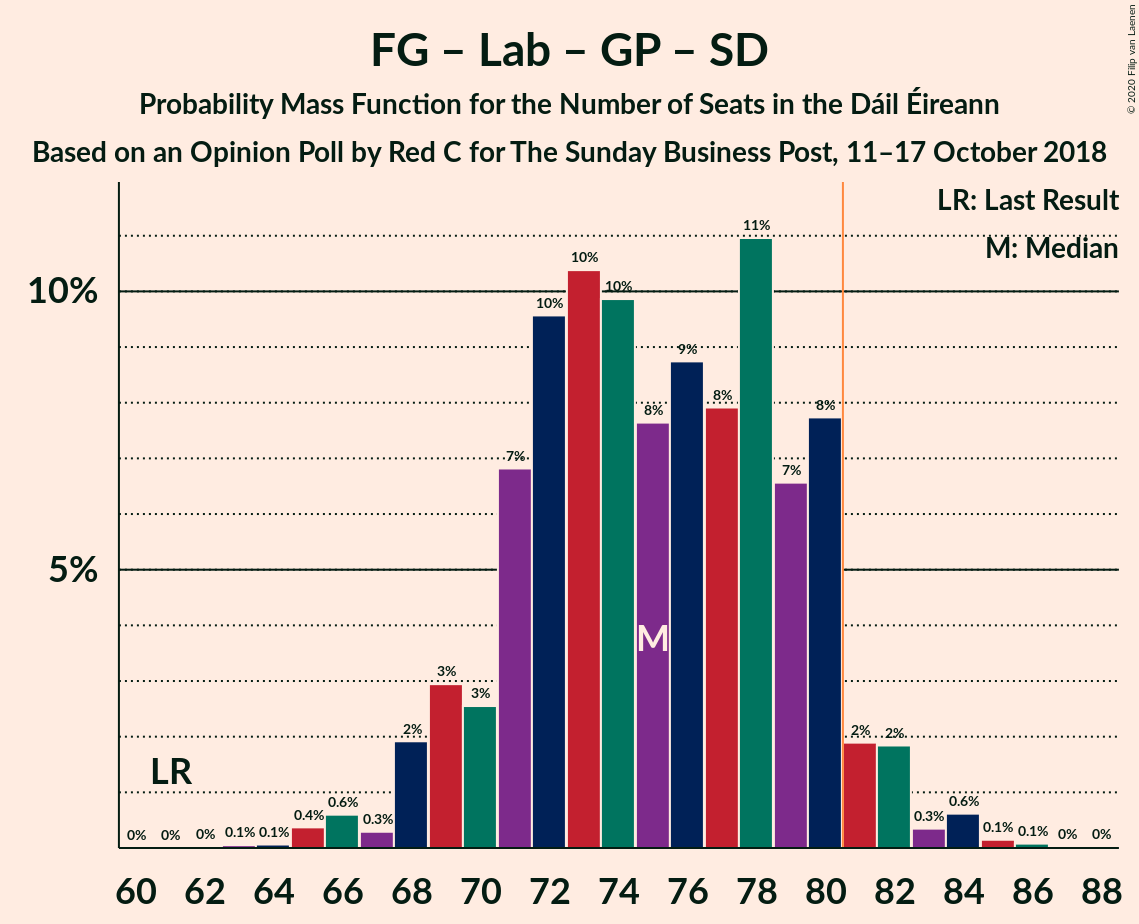 FG – Lab – GP – SD
Probability Mass Function for the Number of Seats in the Dáil Éireann
Based on an Opinion Poll by Red C for The Sunday Business Post, 11–17 October 2018
© 2020 Filip van Laenen
LR: Last Result
M: Median
10%
5%
0% 0% 0% 0.1% 0.1% 0.4% 0.6% 0.3% 2% 3% 3% 7% 10% 10% 10% 8% 9% 8% 11% 7% 8% 2% 2% 0.3% 0.6% 0.1% 0.1% 0% 0%
LR
M
60 62 64 66 68 70 72 74 76 78 80 82 84 86 88